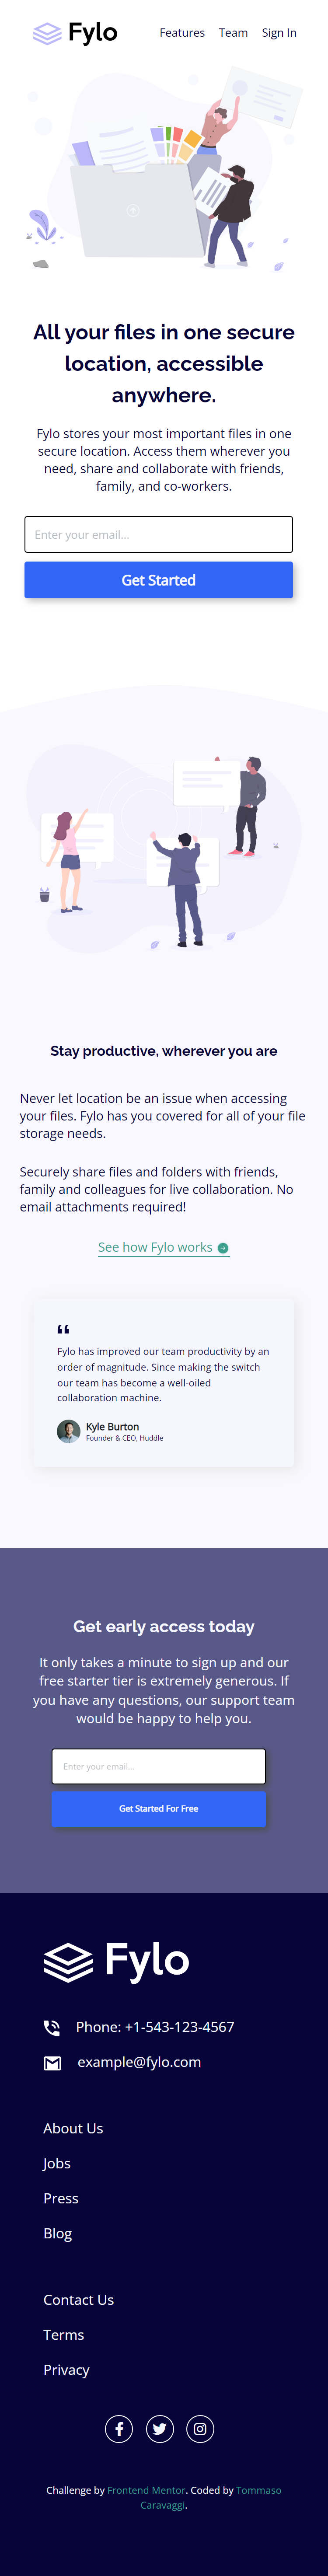 Fylo
Features Team Sign In
All your files in one secure
location, accessible
anywhere.
Fylo stores your most important files in one
secure location. Access them wherever you
need, share and collaborate with friends,
family, and co-workers.
Enter your email...
Get Started
Stay productive, wherever you are
Never let location be an issue when accessing
your files. Fylo has you covered for all of your file
storage needs.
Securely share files and folders with friends,
family and colleagues for live collaboration. No
email attachments required!
See how Fylo works
“
Fylo has improved our team productivity by an
order of magnitude. Since making the switch
our team has become a well-oiled
collaboration machine.
Kyle Burton
Founder & CEO, Huddle
Get early access today
It only takes a minute to sign up and our
free starter tier is extremely generous. If
you have any questions, our support team
would be happy to help you.
Enter your email...
Get Started For Free
Fylo
Phone: +1-543-123-4567
example@fylo.com
About Us
Jobs
Press
Blog
Contact Us
Terms
Privacy
Challenge by Frontend Mentor. Coded by Tommaso
Caravaggi.